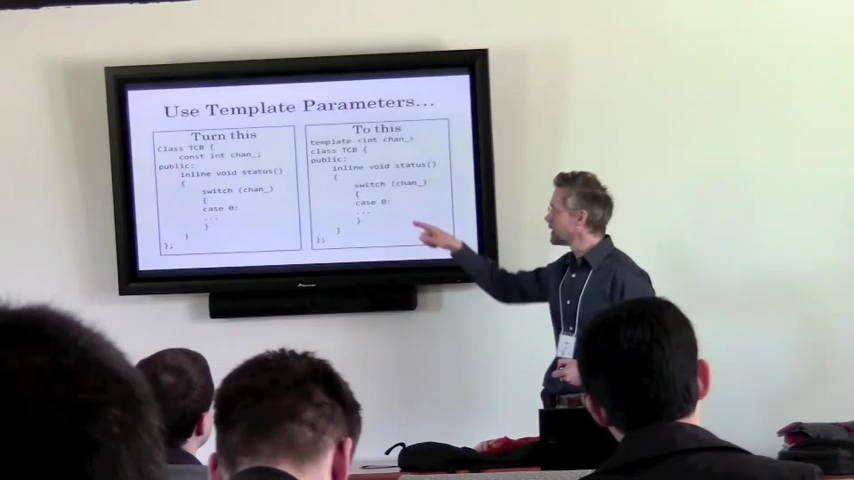 Use Template Parameters...
Turn this
Class TCB {
const int chan_;
public:
inline void status()
{
switch (chan_)
{
case 0:
...
}
}
};
To this
template <int chan_>
class TCB {
public:
inline void status()
{
switch (chan_)
{
case 0:
...
}
}
};
Pioneer